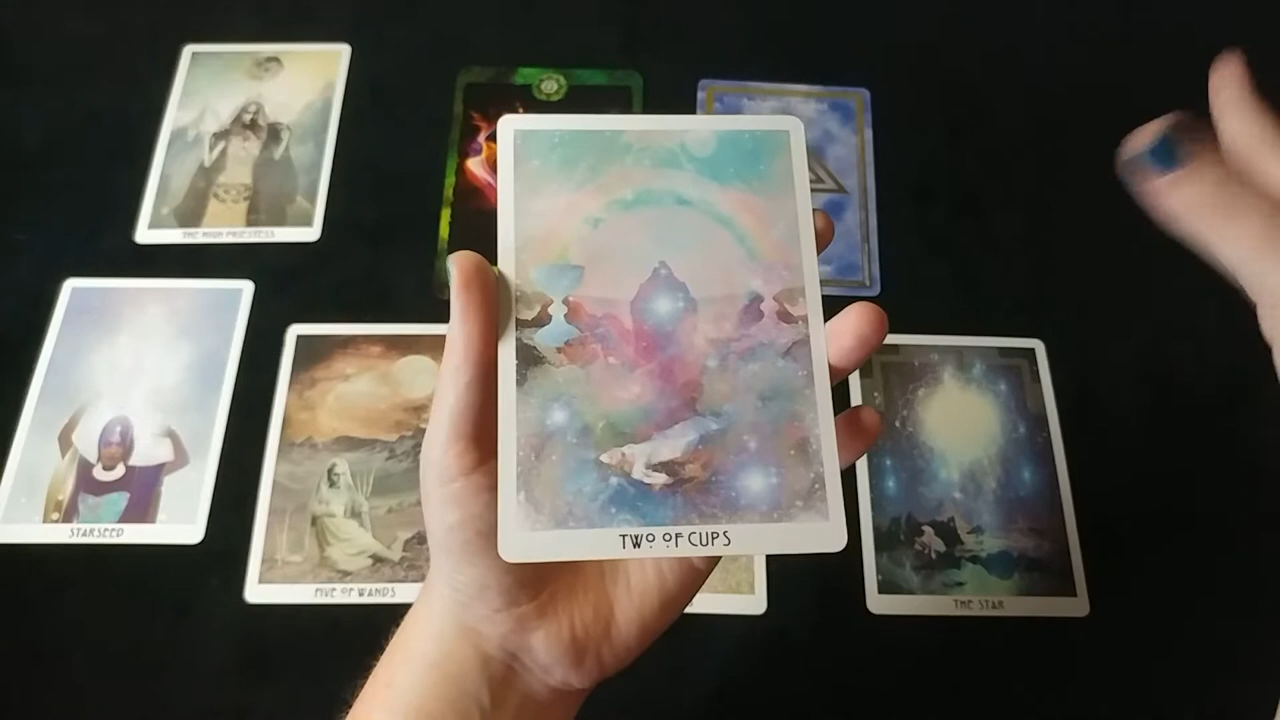 THE HIGH PRIESTESS
STARSEED
FIVE OF WANDS
TWO OF CUPS
THE STAR